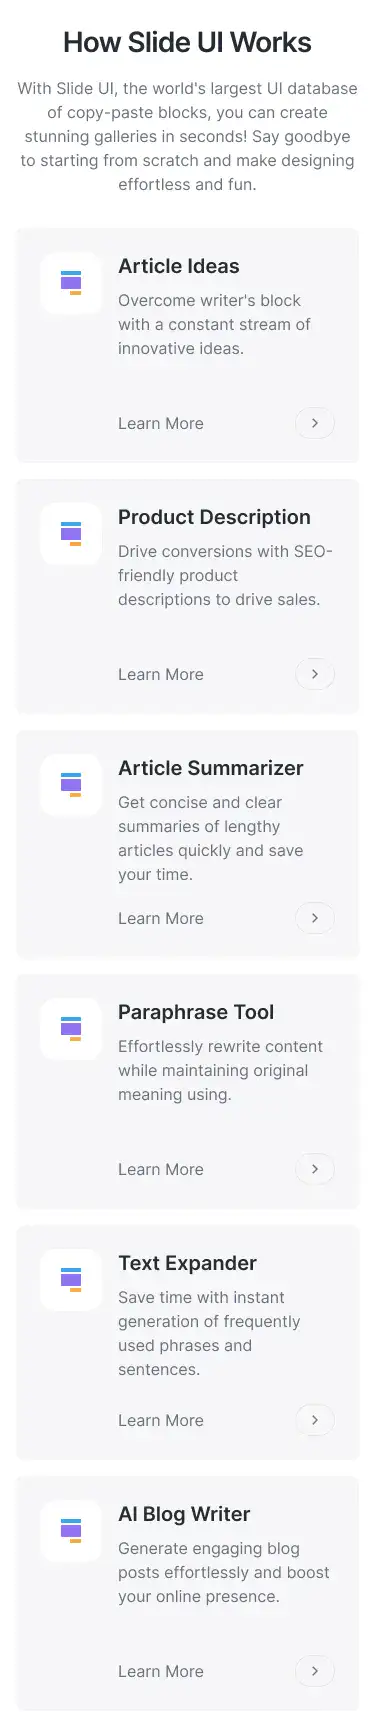 How Slide UI Works
With Slide UI, the world's largest UI database
of copy-paste blocks, you can create
stunning galleries in seconds! Say goodbye
to starting from scratch and make designing
effortless and fun.
Article Ideas
Overcome writer's block
with a constant stream of
innovative ideas.
Learn More
Product Description
Drive conversions with SEO-
friendly product
descriptions to drive sales.
Learn More
Article Summarizer
Get concise and clear
summaries of lengthy
articles quickly and save
your time.
Learn More
Paraphrase Tool
Effortlessly rewrite content
while maintaining original
meaning using.
Learn More
Text Expander
Save time with instant
generation of frequently
used phrases and
sentences.
Learn More
AI Blog Writer
Generate engaging blog
posts effortlessly and boost
your online presence.
Learn More